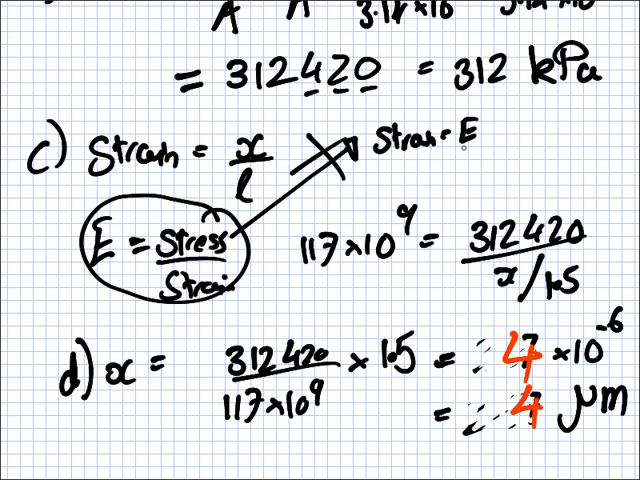 = 312420 = 312 kPa
c) Strain = x/l Strain = E
E = Stress/Strain 117×10⁹ = 312420/x/1.5
d) x = 312420/117×10⁹ × 1.5 = 4 ×10⁻⁶
= 4 μm